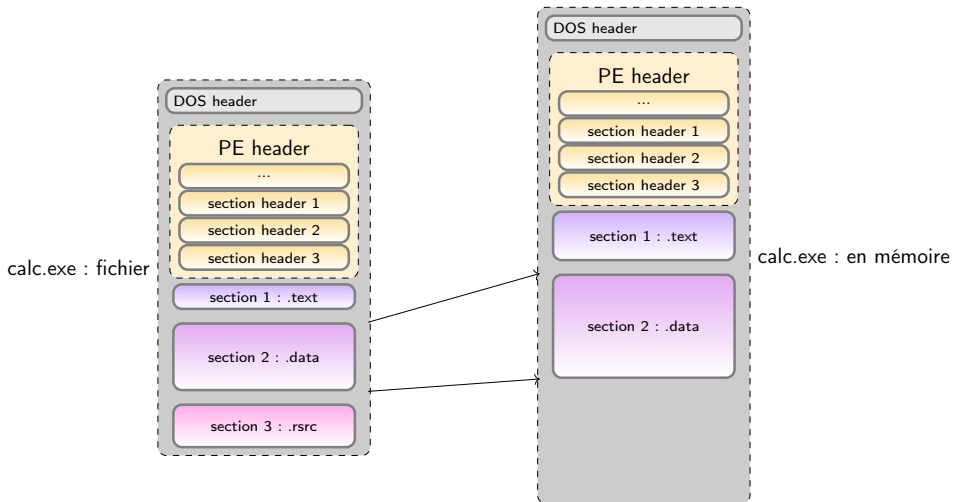 calc.exe : fichier
DOS header
PE header
...
section header 1
section header 2
section header 3
section 1 : .text
section 2 : .data
section 3 : .rsrc
DOS header
PE header
...
section header 1
section header 2
section header 3
section 1 : .text
section 2 : .data
calc.exe : en mémoire